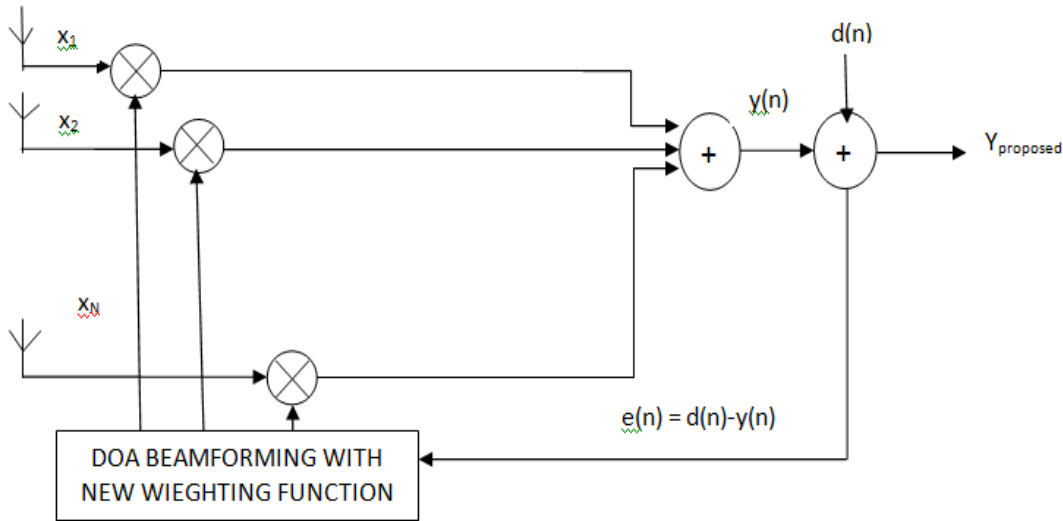 x₁
d(n)
x₂
y(n)
+
+
Yproposed
xN
e(n) = d(n)-y(n)
DOA BEAMFORMING WITH
NEW WIEGHTING FUNCTION